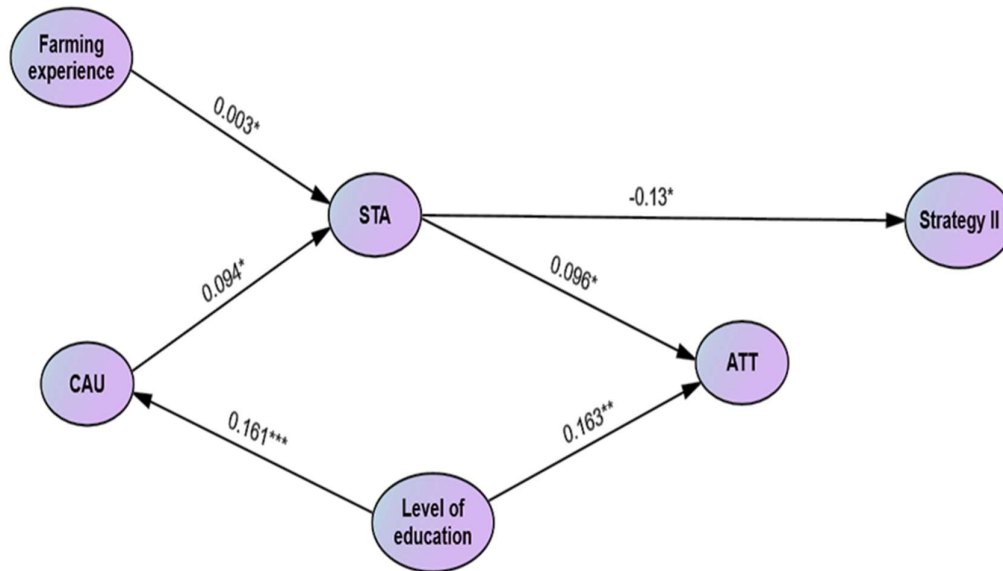 Farming
experience
0.003*
STA
-0.13*
Strategy II
0.094*
0.096*
CAU
ATT
0.161***
0.163**
Level of
education